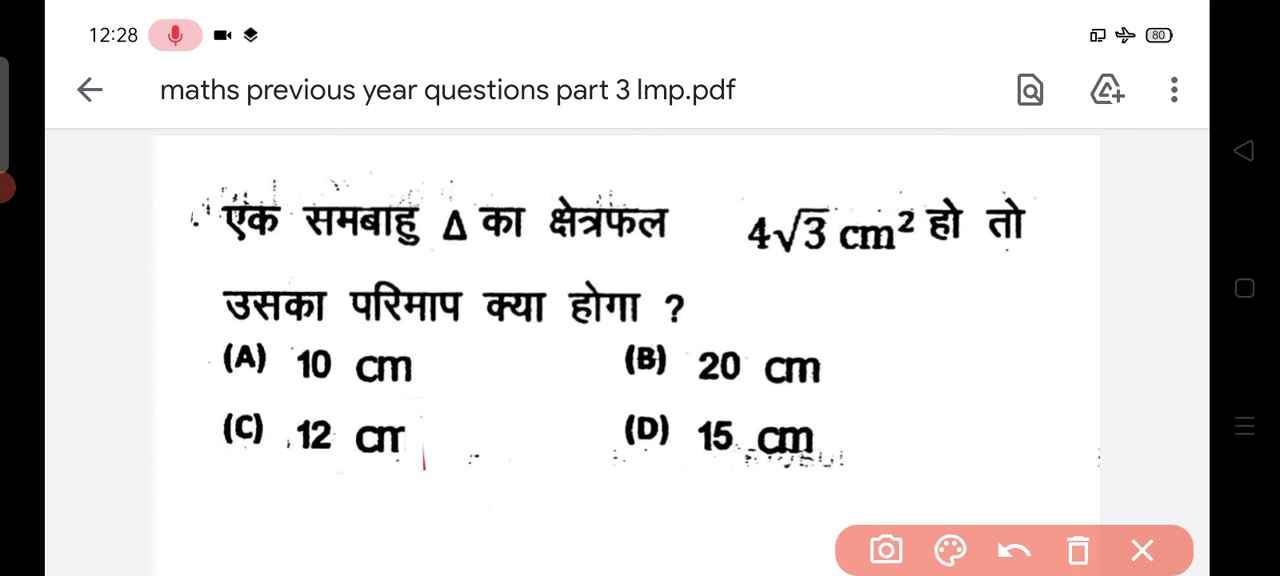 12:28
80
maths previous year questions part 3 Imp.pdf
एक समबाहु Δ का क्षेत्रफल 4√3 cm² हो तो
उसका परिमाप क्या होगा ?
(A) 10 cm (B) 20 cm
(C) 12 cm (D) 15 cm